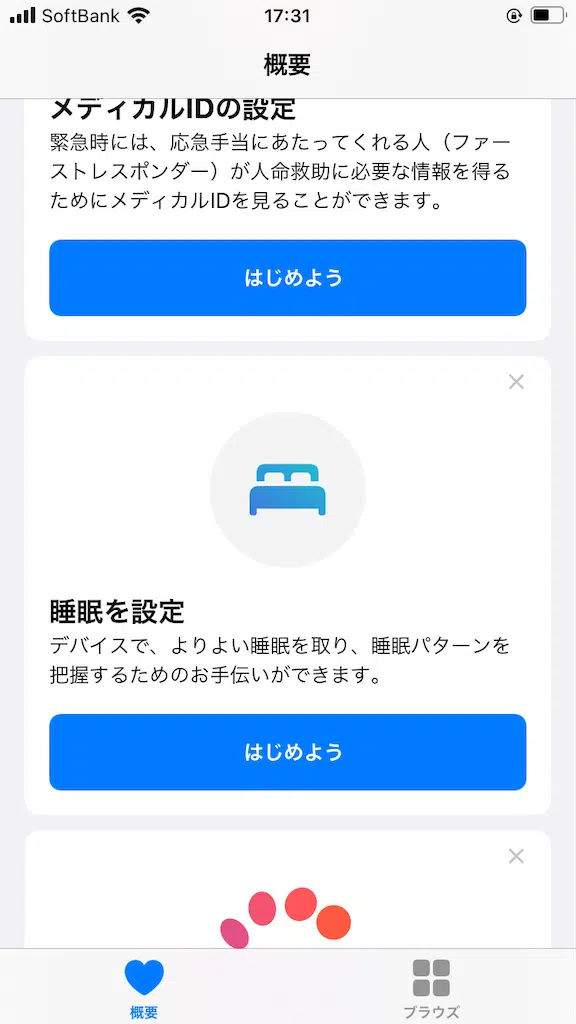 SoftBank 17:31
概要
メディカルIDの設定
緊急時には、応急手当にあたってくれる人（ファー
ストレスポンダー）が人命救助に必要な情報を得る
ためにメディカルIDを見ることができます。
はじめよう
睡眠を設定
デバイスで、よりよい睡眠を取り、睡眠パターンを
把握するためのお手伝いができます。
はじめよう
概要
ブラウズ